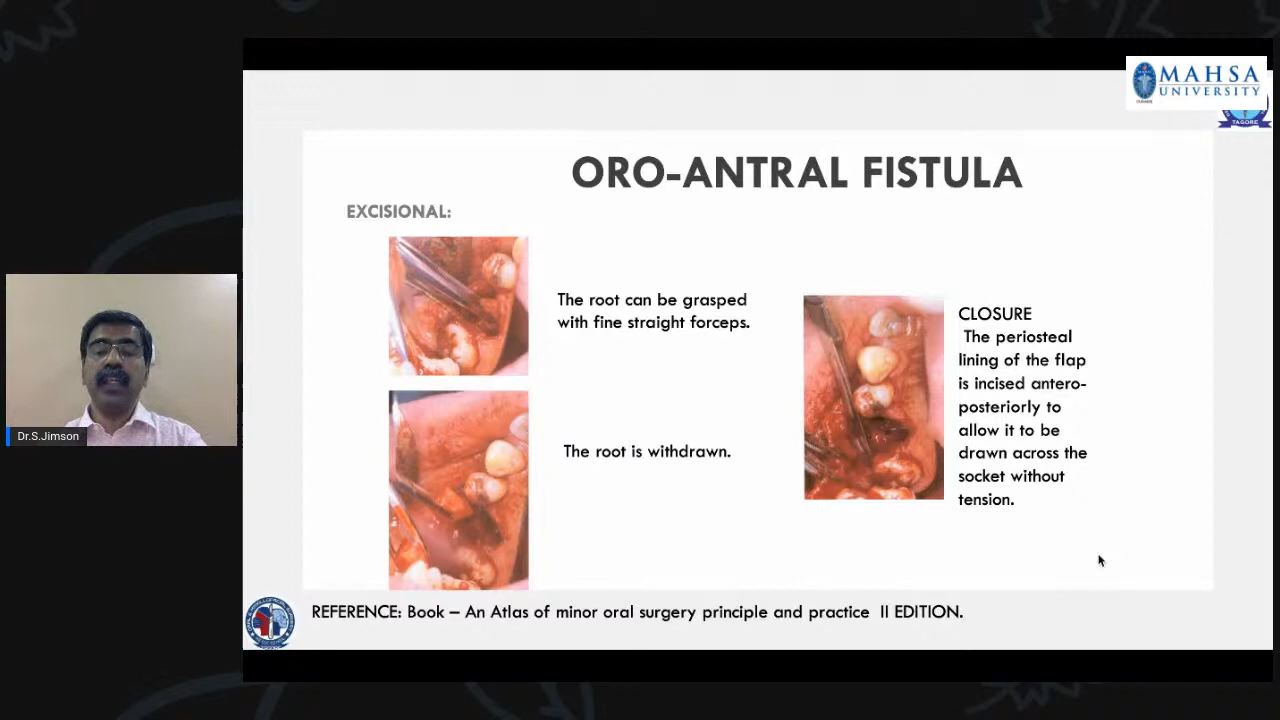 MAHSA
UNIVERSITY
TAGORE
ORO-ANTRAL FISTULA
EXCISIONAL:
The root can be grasped
with fine straight forceps.
The root is withdrawn.
CLOSURE
The periosteal
lining of the flap
is incised antero-
posteriorly to
allow it to be
drawn across the
socket without
tension.
Dr.S.Jimson
REFERENCE: Book – An Atlas of minor oral surgery principle and practice II EDITION.